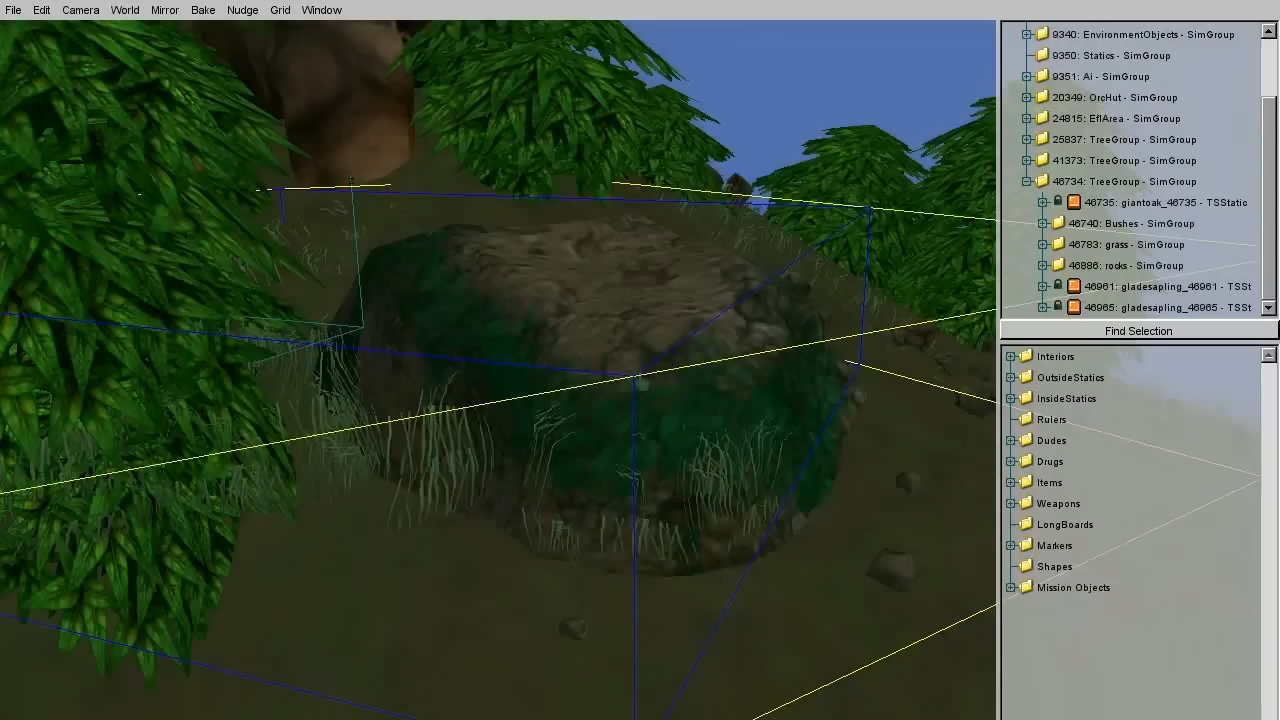 File Edit Camera World Mirror Bake Nudge Grid Window
9340: EnvironmentObjects - SimGroup
9350: Statics - SimGroup
9351: Ai - SimGroup
20349: OrcHut - SimGroup
24815: EflArea - SimGroup
25837: TreeGroup - SimGroup
41373: TreeGroup - SimGroup
46734: TreeGroup - SimGroup
46735: giantoak_46735 - TSStatic
46740: Bushes - SimGroup
46783: grass - SimGroup
46886: rocks - SimGroup
46961: gladesapling_46961 - TSSt
46965: gladesapling_46965 - TSSt
Find Selection
Interiors
OutsideStatics
InsideStatics
Rulers
Dudes
Drugs
Items
Weapons
LongBoards
Markers
Shapes
Mission Objects